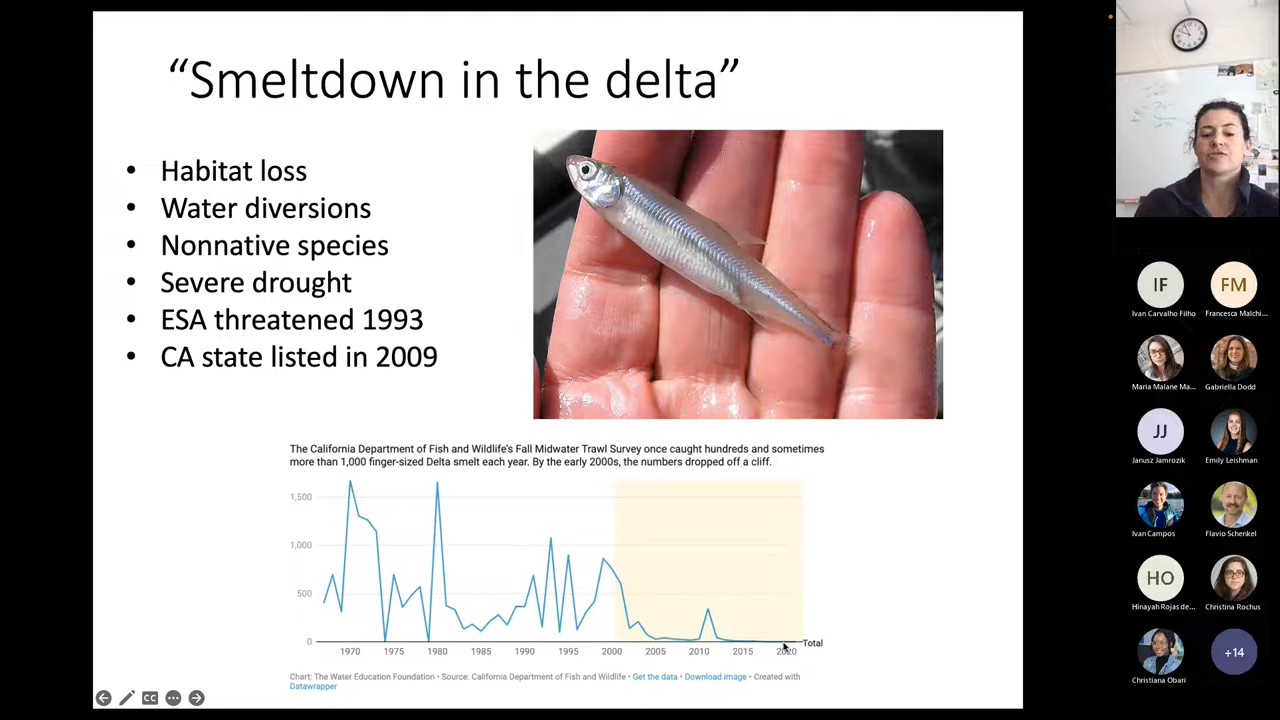 “Smeltdown in the delta”
• Habitat loss
• Water diversions
• Nonnative species
• Severe drought
• ESA threatened 1993
• CA state listed in 2009
The California Department of Fish and Wildlife's Fall Midwater Trawl Survey once caught hundreds and sometimes
more than 1,000 finger-sized Delta smelt each year. By the early 2000s, the numbers dropped off a cliff.
1,500
1,000
500
0
Total
1970 1975 1980 1985 1990 1995 2000 2005 2010 2015 2020
Chart: The Water Education Foundation • Source: California Department of Fish and Wildlife • Get the data • Download image • Created with
Datawrapper
CC
IF
FM
Ivan Carvalho Filho
Francesca Malchi...
Maria Malane Ma...
Gabriella Dodd
JJ
Janusz Jamrozik
Emily Leishman
Ivan Campos
Flavio Schenkel
HO
Hinayah Rojas de...
Christina Rochus
+14
Christiana Obari